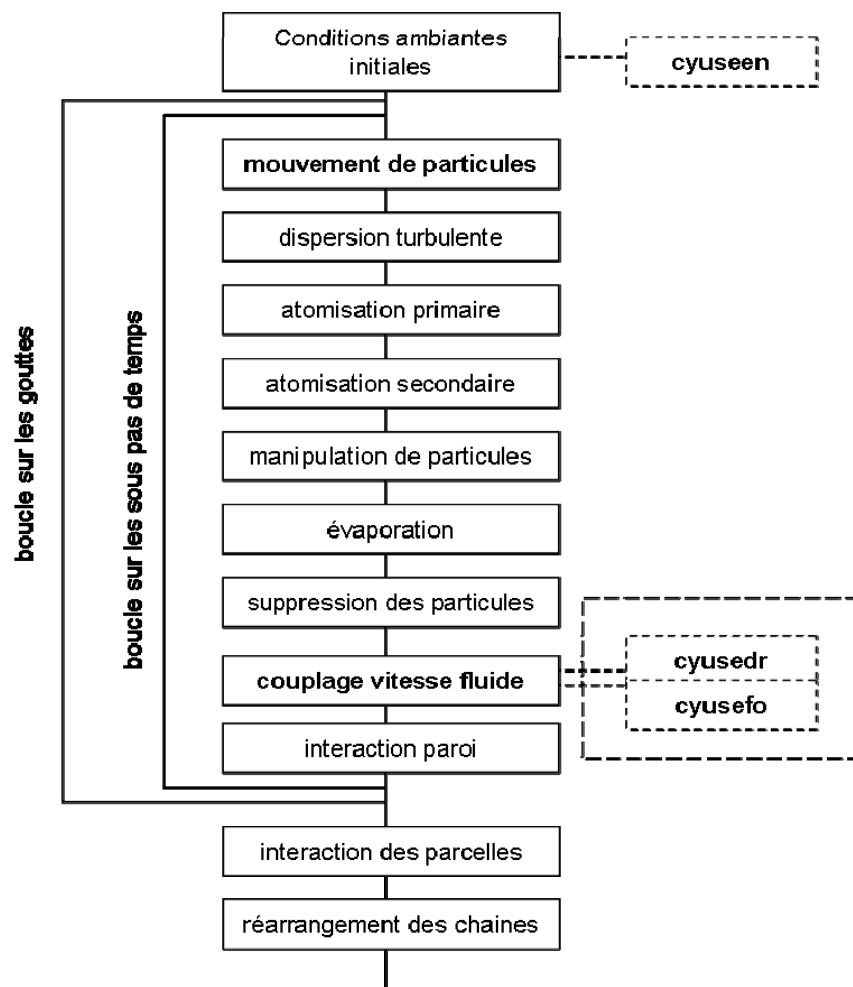 Conditions ambiantes
initiales
cyuseen
mouvement de particules
dispersion turbulente
atomisation primaire
atomisation secondaire
manipulation de particules
évaporation
suppression des particules
couplage vitesse fluide
cyusedr
cyusefo
interaction paroi
boucle sur les gouttes
boucle sur les sous pas de temps
interaction des parcelles
réarrangement des chaines